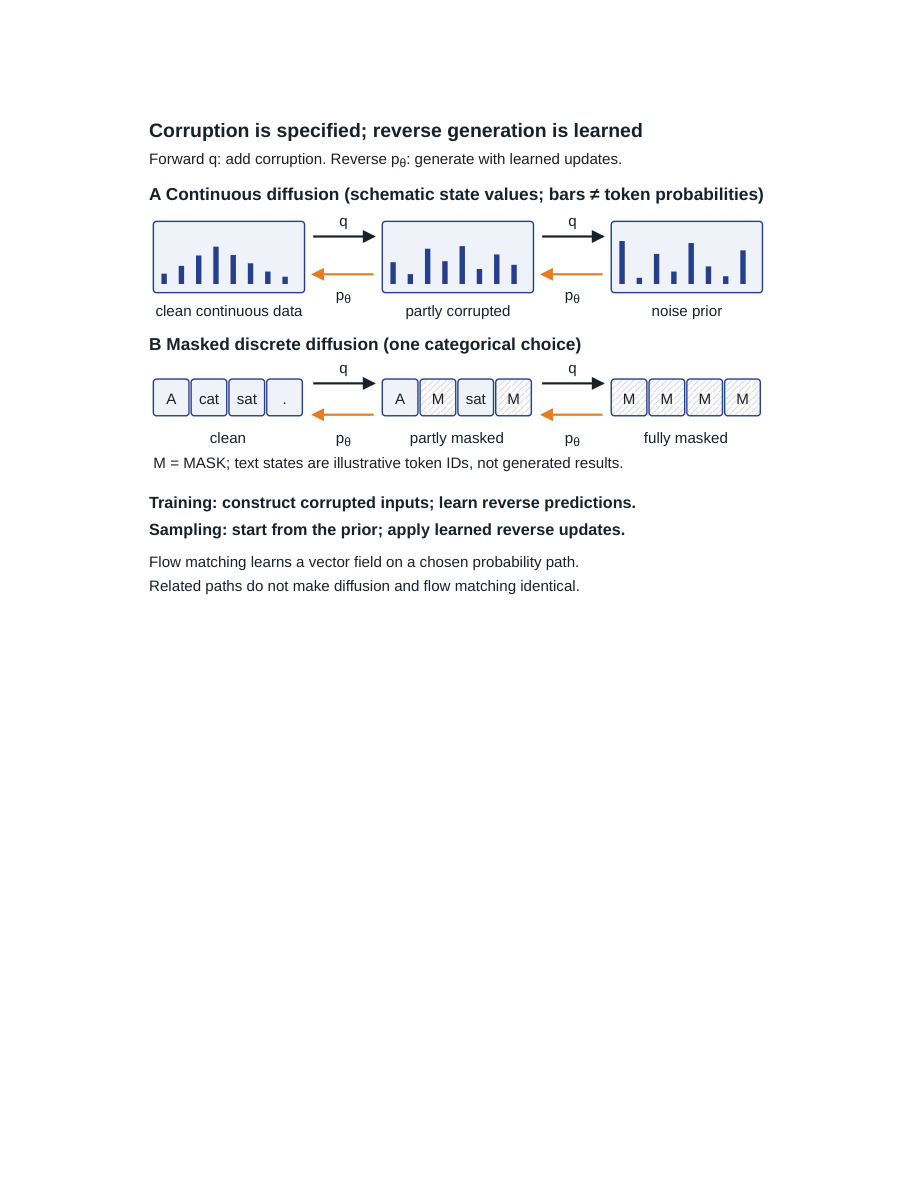 Corruption is specified; reverse generation is learned
Forward q: add corruption. Reverse pθ: generate with learned updates.
A Continuous diffusion (schematic state values; bars ≠ token probabilities)
q q
pθ pθ
clean continuous data partly corrupted noise prior
B Masked discrete diffusion (one categorical choice)
q q
A cat sat . A M sat M M M M M
clean pθ partly masked pθ fully masked
M = MASK; text states are illustrative token IDs, not generated results.
Training: construct corrupted inputs; learn reverse predictions.
Sampling: start from the prior; apply learned reverse updates.
Flow matching learns a vector field on a chosen probability path.
Related paths do not make diffusion and flow matching identical.